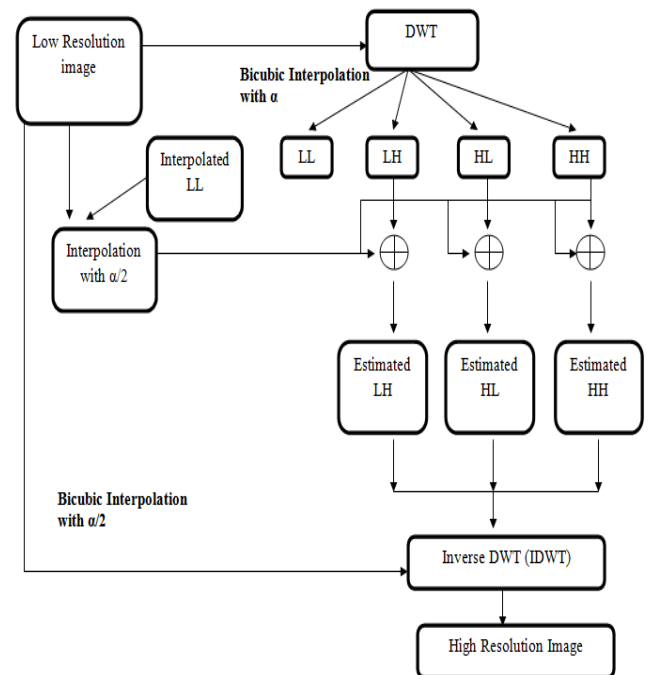 Low Resolution
image
DWT
Bicubic Interpolation
with α
LL
LH
HL
HH
Interpolated
LL
Interpolation
with α/2
Estimated
LH
Estimated
HL
Estimated
HH
Bicubic Interpolation
with α/2
Inverse DWT (IDWT)
High Resolution Image